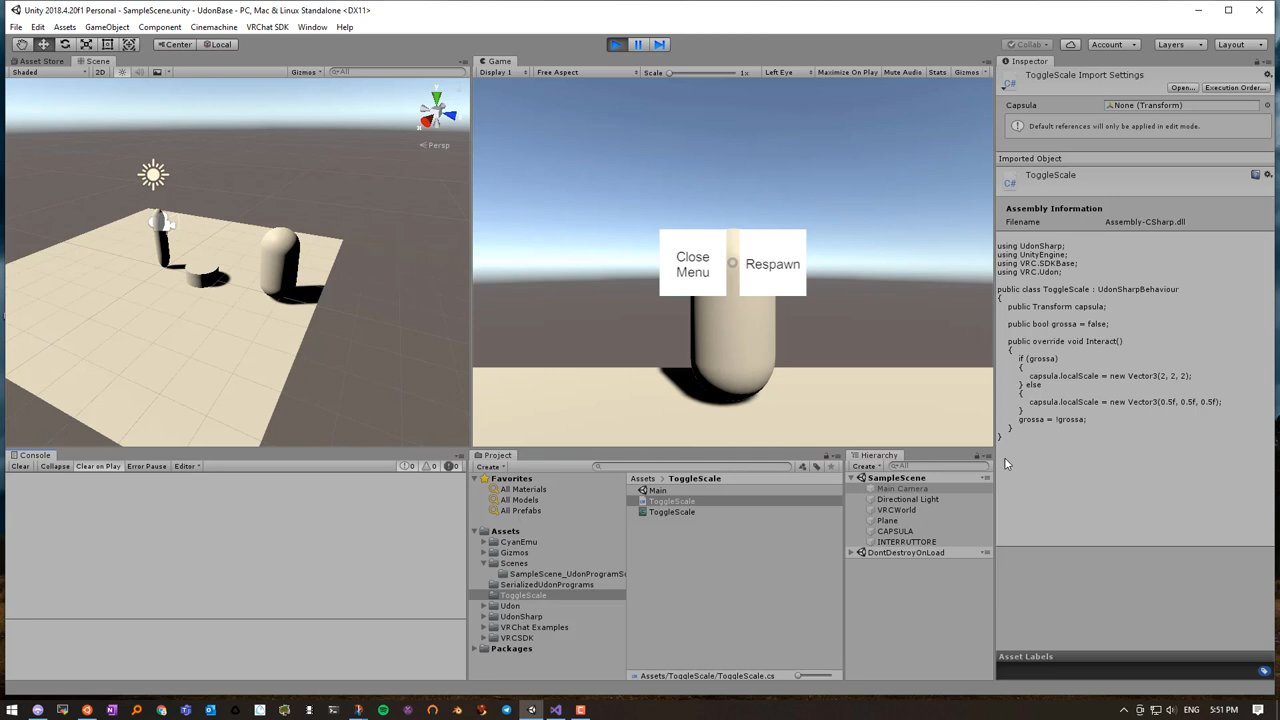 Unity 2018.4.20f1 Personal - SampleScene.unity - UdonBase - PC, Mac & Linux Standalone <DX11>
File Edit Assets GameObject Component Cinemachine VRChat SDK Window Help
Center Local
Collab Account Layers Layout
Asset Store Scene
Shaded 2D Gizmos All
Persp
Game
Display 1 Free Aspect Scale 1x Left Eye Maximize On Play Mute Audio Stats Gizmos
Close Menu
Respawn
Inspector
ToggleScale Import Settings
Open... Execution Order...
Capsula None (Transform)
Default references will only be applied in edit mode.
Imported Object
ToggleScale
Assembly Information
Filename Assembly-CSharp.dll
using UdonSharp;
using UnityEngine;
using VRC.SDKBase;
using VRC.Udon;
public class ToggleScale : UdonSharpBehaviour
{
public Transform capsula;
public bool grossa = false;
public override void Interact()
{
if (grossa)
{
capsula.localScale = new Vector3(2, 2, 2);
} else
{
capsula.localScale = new Vector3(0.5f, 0.5f, 0.5f);
}
grossa = !grossa;
}
}
Asset Labels
Console
Clear Collapse Clear on Play Error Pause Editor 0 0 0
Project
Create
Favorites
All Materials
All Models
All Prefabs
Assets
CyanEmu
Gizmos
Scenes
SampleScene_UdonProgramSo
SerializedUdonPrograms
ToggleScale
Udon
UdonSharp
VRChat Examples
VRCSDK
Packages
Assets ToggleScale
Main
ToggleScale
ToggleScale
Assets/ToggleScale/ToggleScale.cs
Hierarchy
Create All
SampleScene
Main Camera
Directional Light
VRCWorld
Plane
CAPSULA
INTERRUTTORE
DontDestroyOnLoad
5:51 PM